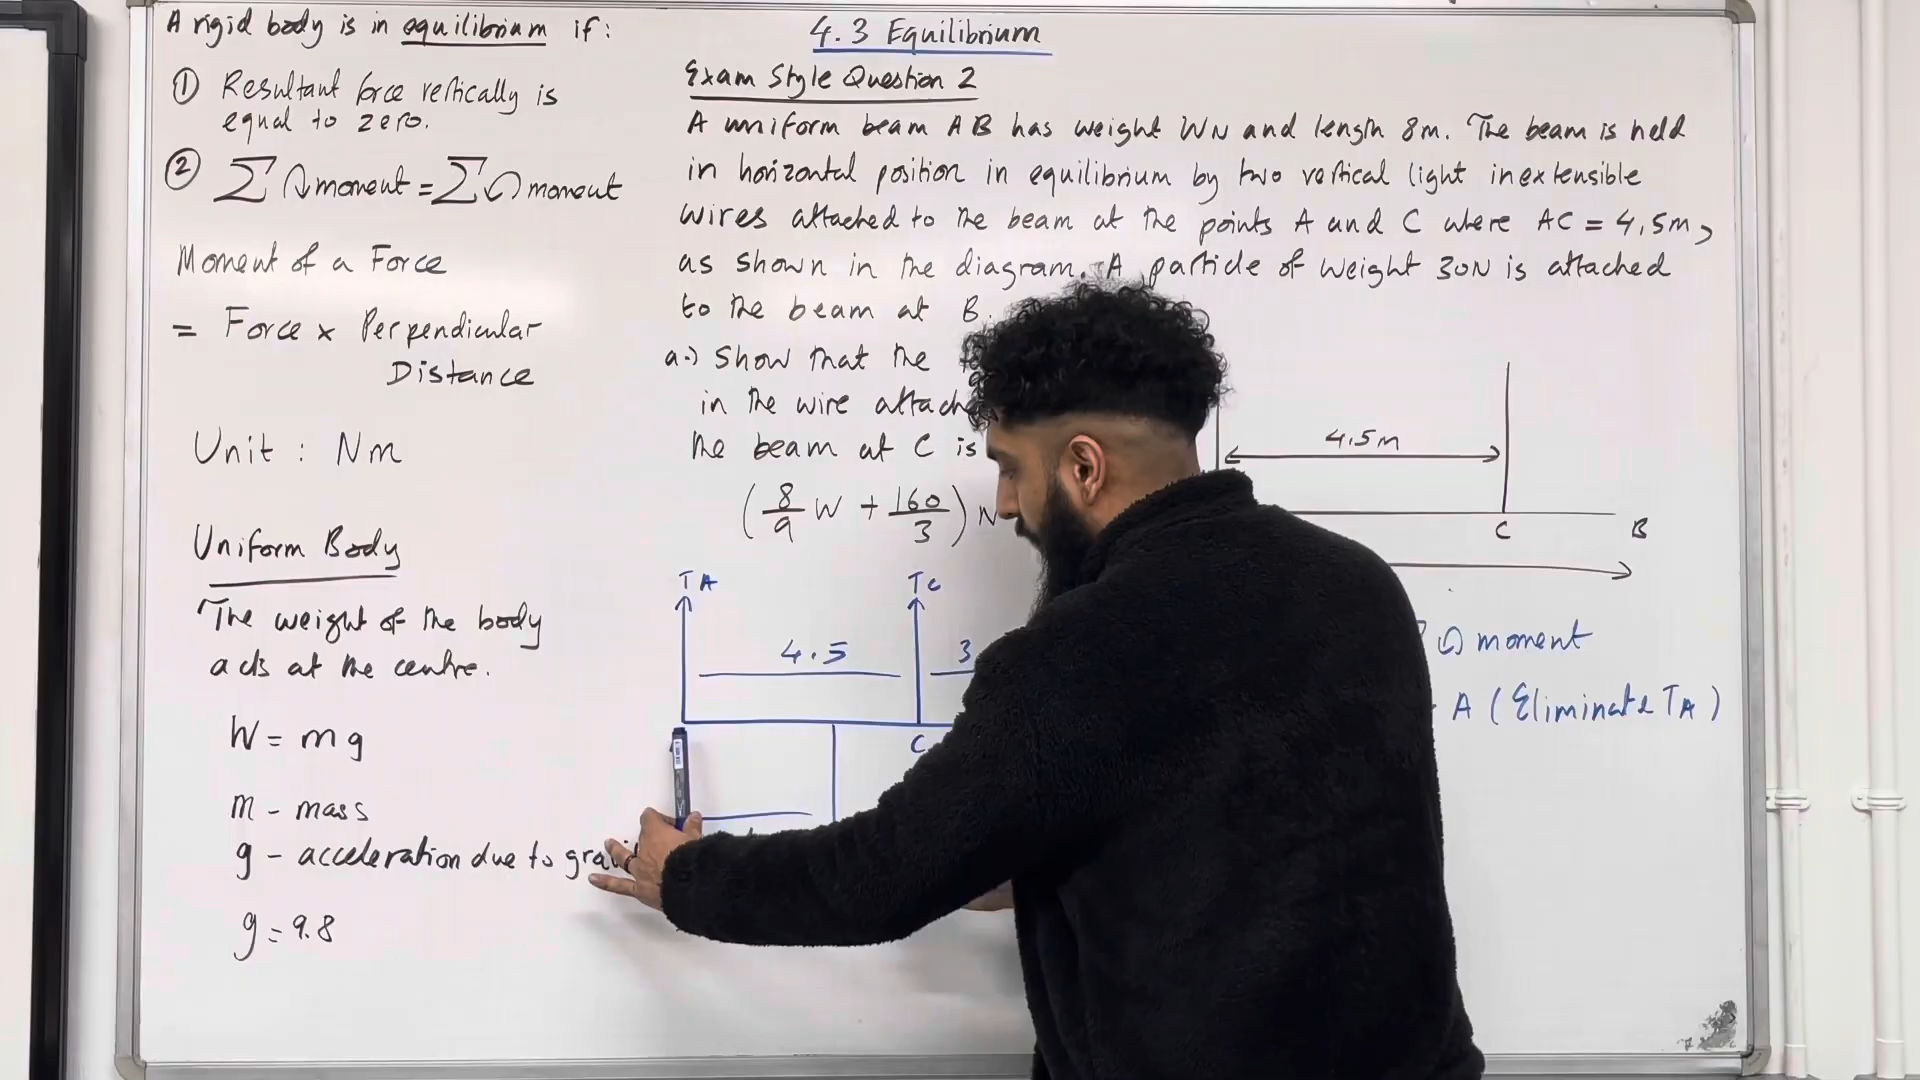 A rigid body is in equilibrium if:
① Resultant force vertically is
equal to zero.
② ∑ ↻ moment = ∑ ↺ moment
Moment of a Force
= Force × Perpendicular
Distance
Unit : Nm
Uniform Body
The weight of the body
acts at the centre.
W = mg
m - mass
g - acceleration due to
g = 9.8
4.3 Equilibrium
Exam Style Question 2
A uniform beam AB has weight WN and length 8m. The beam is held
in horizontal position in equilibrium by two vertical light inextensible
wires attached to the beam at the points A and C where AC = 4.5m,
as shown in the diagram. A particle of weight 30N is attached
to the beam at B.
a.) Show that the
in the wire
the beam at C is
(8/9 W + 160/3) N
4.5m
C
B
TA
TC
4.5
3
C
↺ moment
A (Eliminate TA)